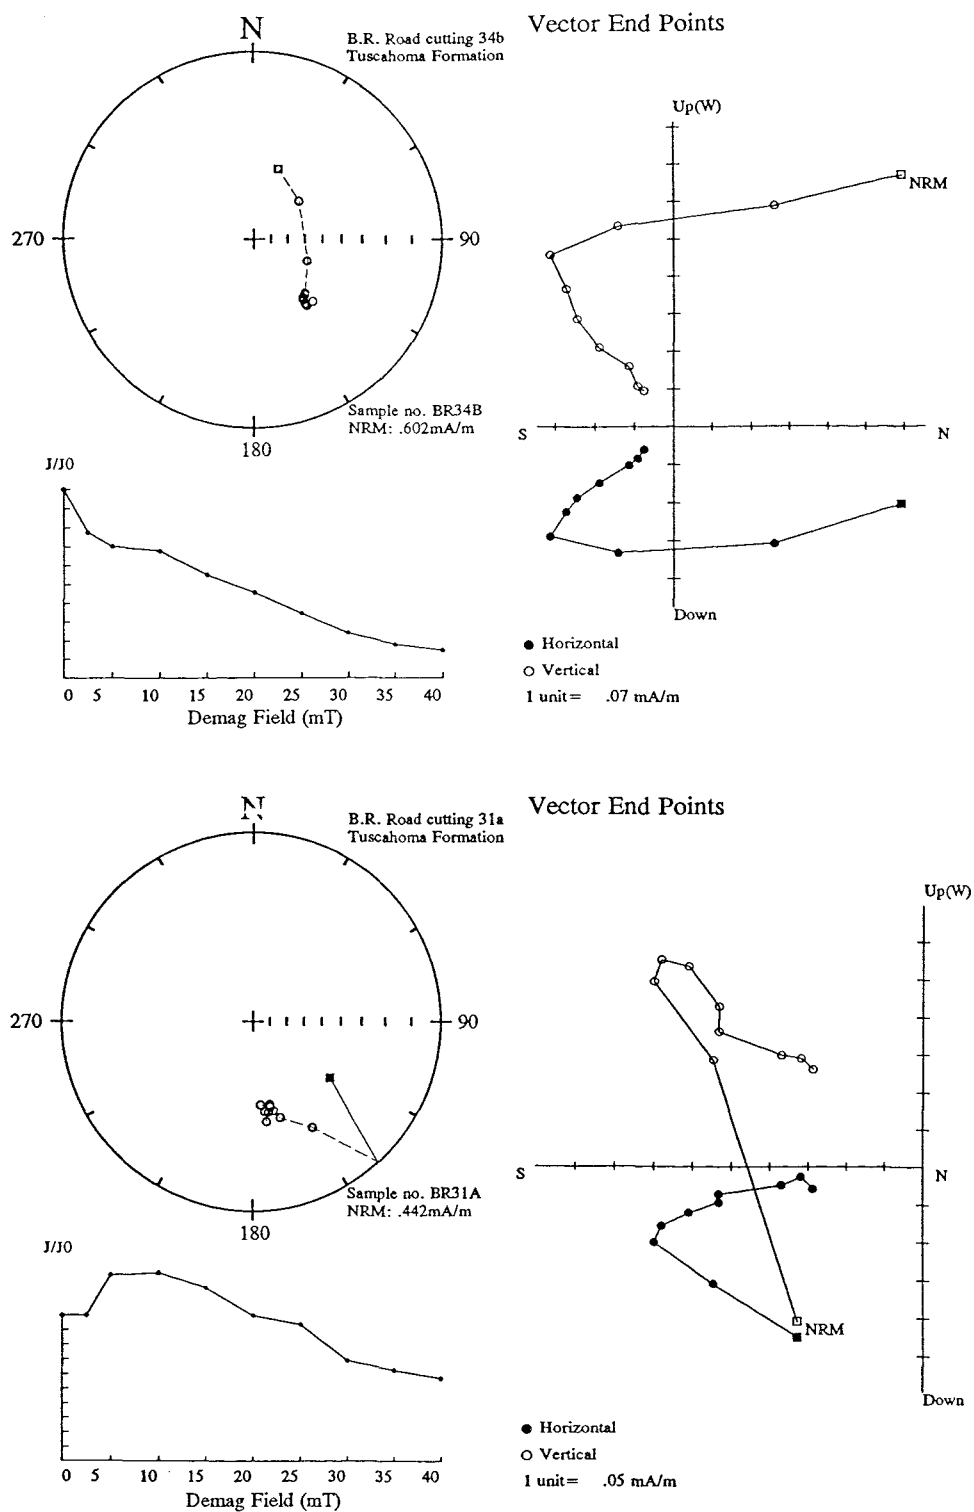 Vector End Points
N
B.R. Road cutting 34b
Tuscahoma Formation
Up(W)
NRM
270
90
Sample no. BR34B
NRM: .602mA/m
180
S
N
J/J0
Down
● Horizontal
○ Vertical
1 unit= .07 mA/m
0 5 10 15 20 25 30 35 40
Demag Field (mT)
Vector End Points
N
B.R. Road cutting 31a
Tuscahoma Formation
Up(W)
270
90
S
N
Sample no. BR31A
NRM: .442mA/m
180
J/J0
NRM
Down
● Horizontal
○ Vertical
1 unit= .05 mA/m
0 5 10 15 20 25 30 35 40
Demag Field (mT)